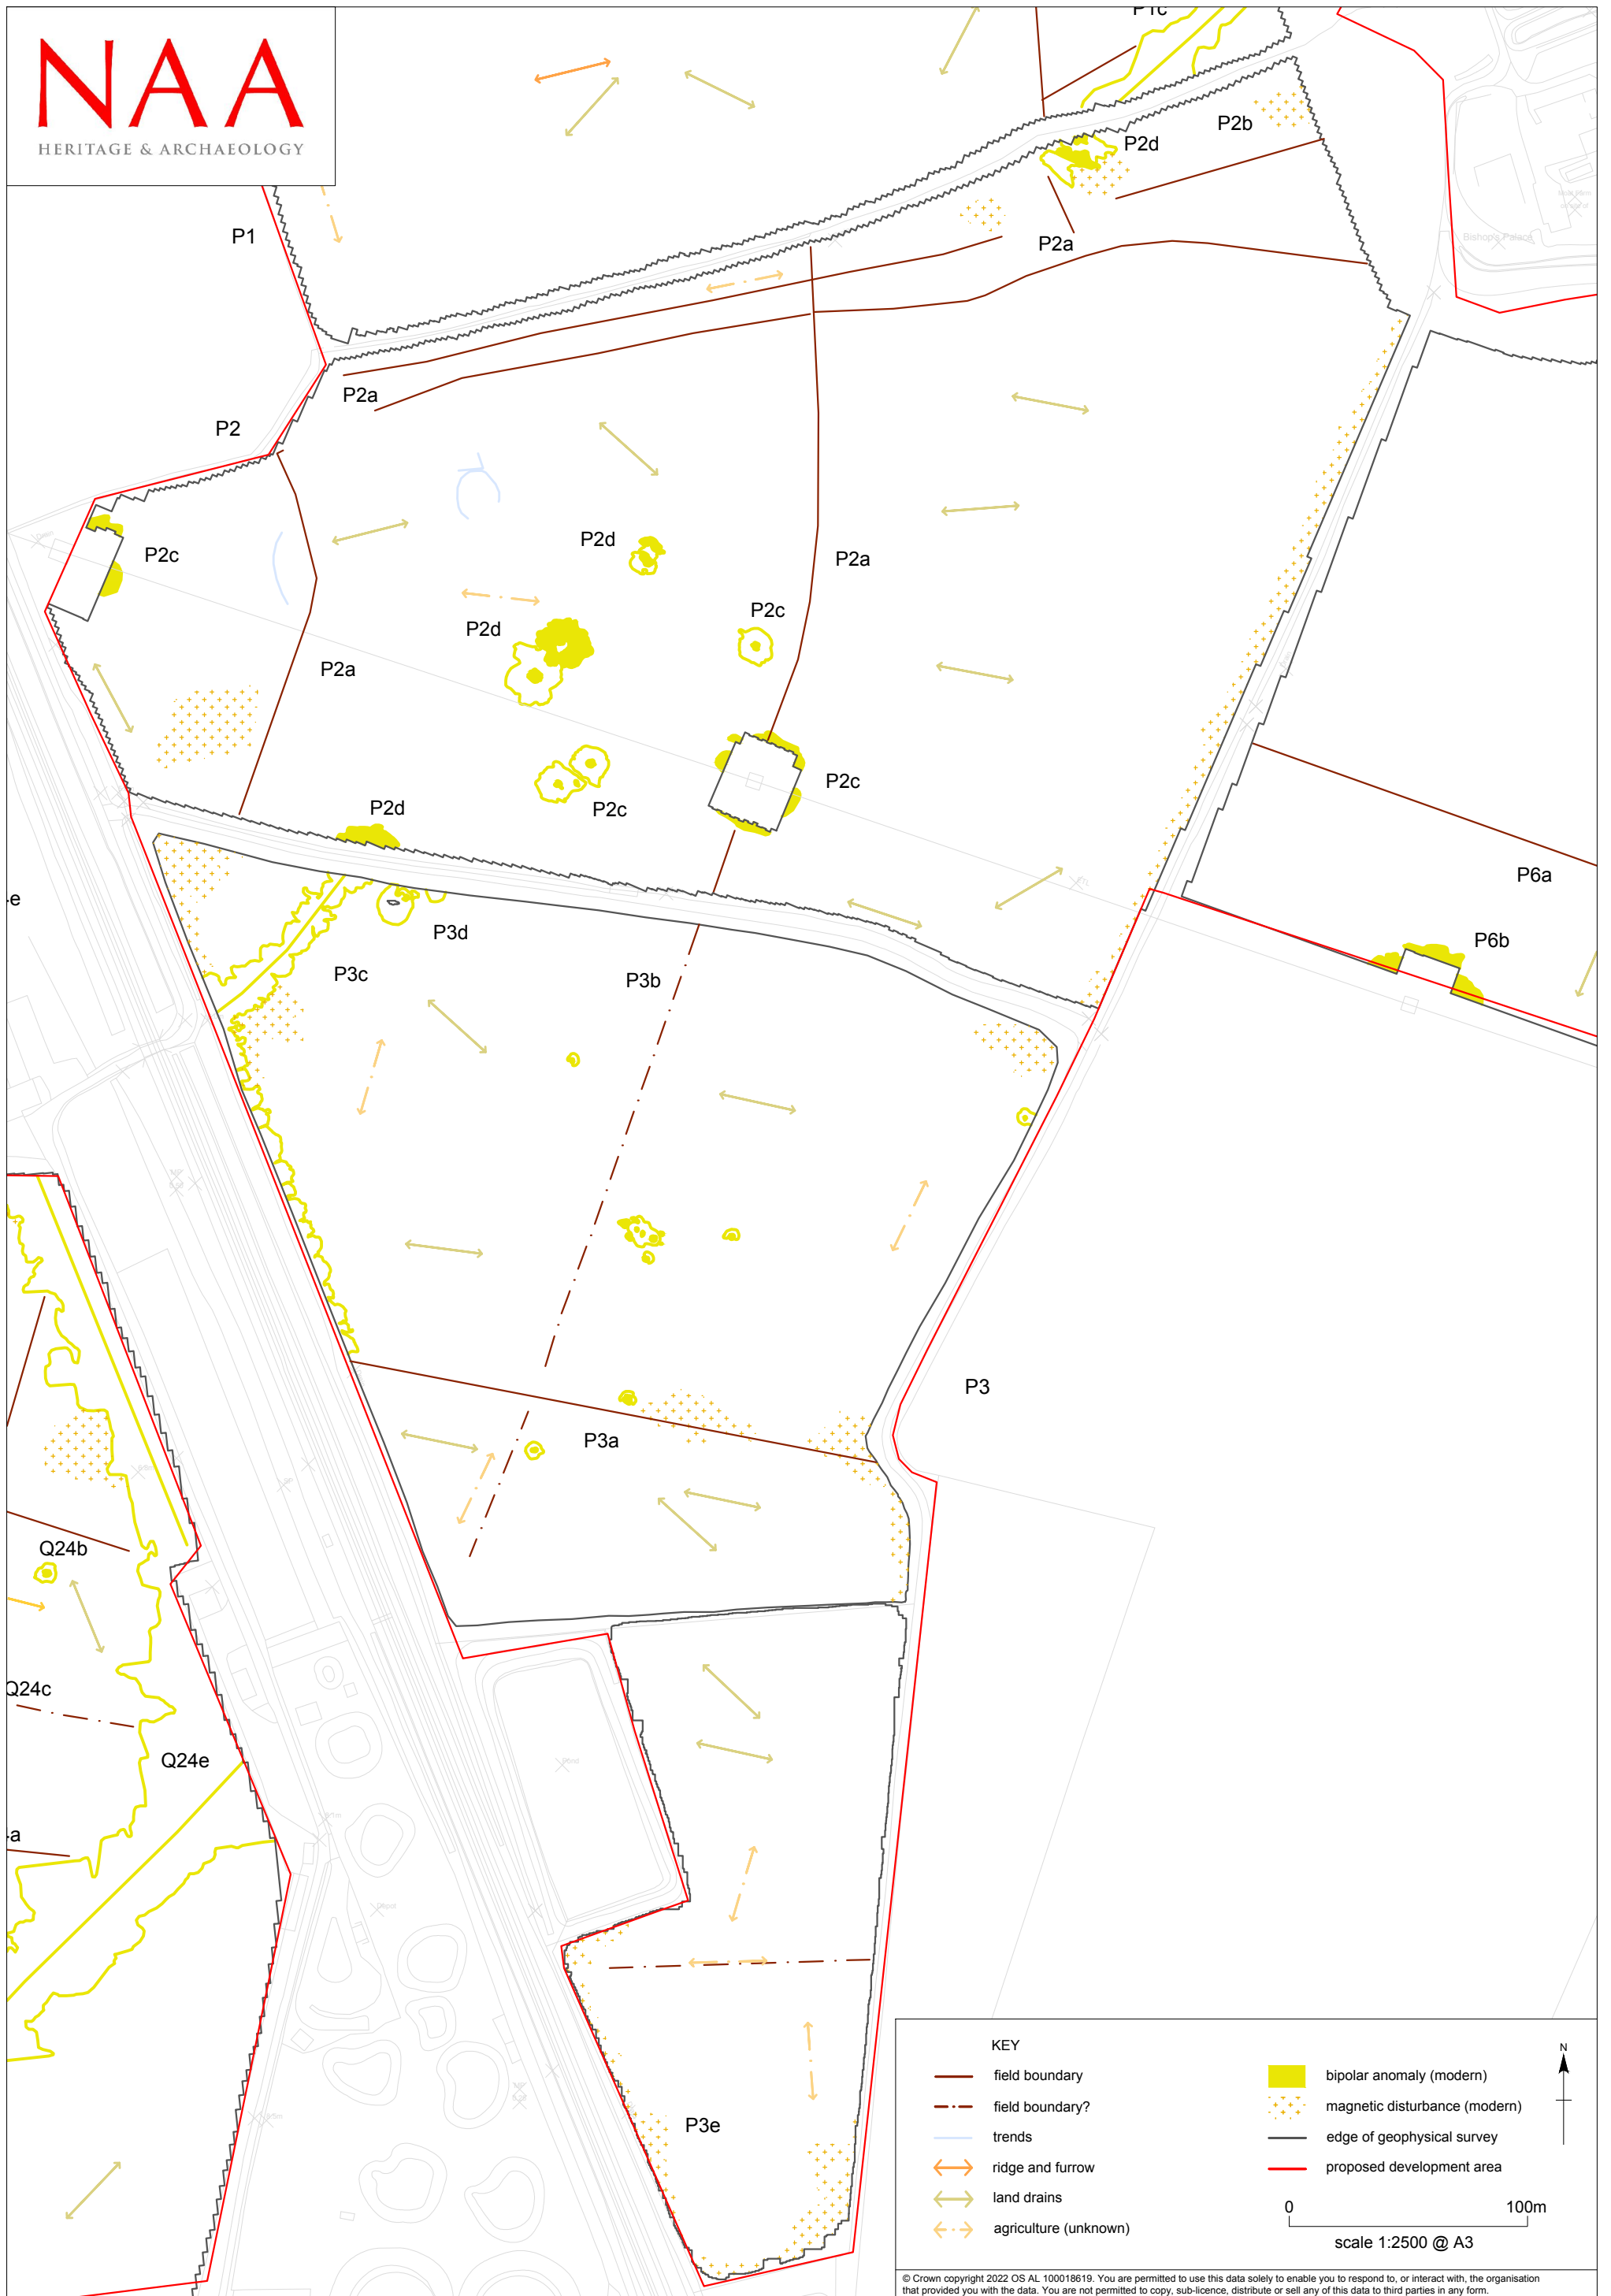 NAA
HERITAGE & ARCHAEOLOGY
P1c
P2d
P2b
P1
P2a
Bishop's Palace
P2a
P2
P2d
P2a
P2c
P2c
P2d
P2a
P2c
P2c
P2d
P6a
P6b
P3d
P3c
P3b
P3
P3a
Q24b
Q24c
Q24e
Pond
P3e
KEY
field boundary
field boundary?
trends
ridge and furrow
land drains
agriculture (unknown)
bipolar anomaly (modern)
magnetic disturbance (modern)
edge of geophysical survey
proposed development area
N
0 100m
scale 1:2500 @ A3
© Crown copyright 2022 OS AL 100018619. You are permitted to use this data solely to enable you to respond to, or interact with, the organisation
that provided you with the data. You are not permitted to copy, sub-licence, distribute or sell any of this data to third parties in any form.